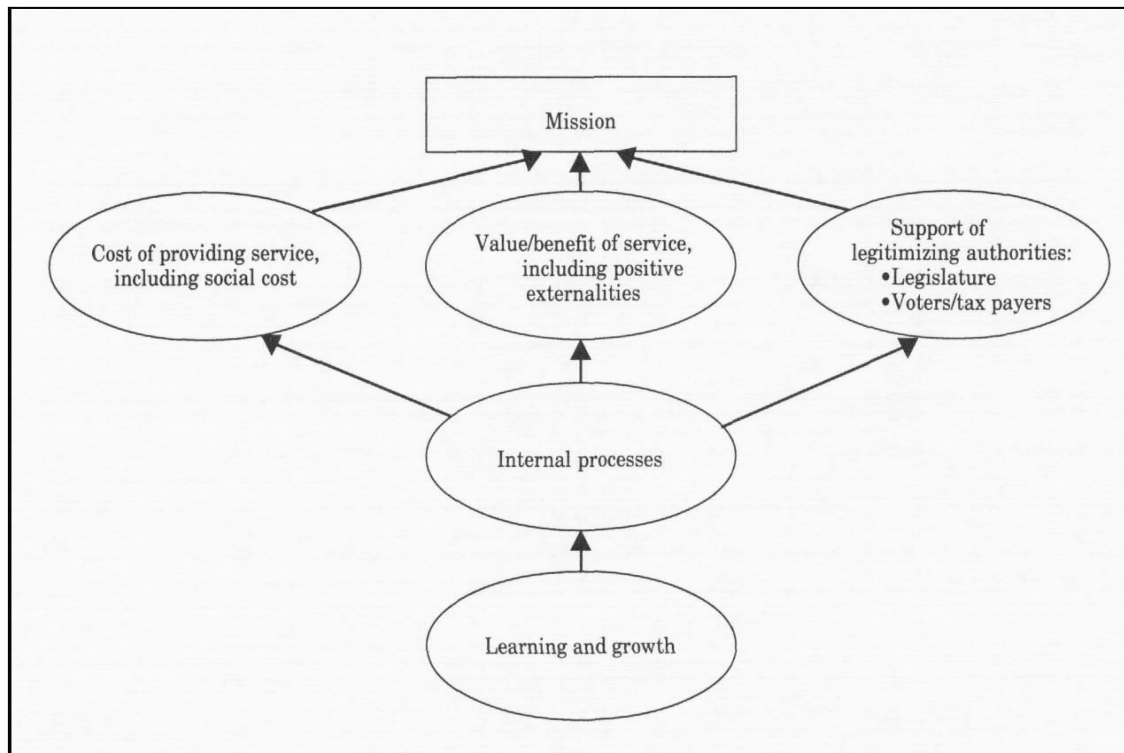 Mission
Cost of providing service,
including social cost
Value/benefit of service,
including positive
externalities
Support of
legitimizing authorities:
•Legislature
•Voters/tax payers
Internal processes
Learning and growth